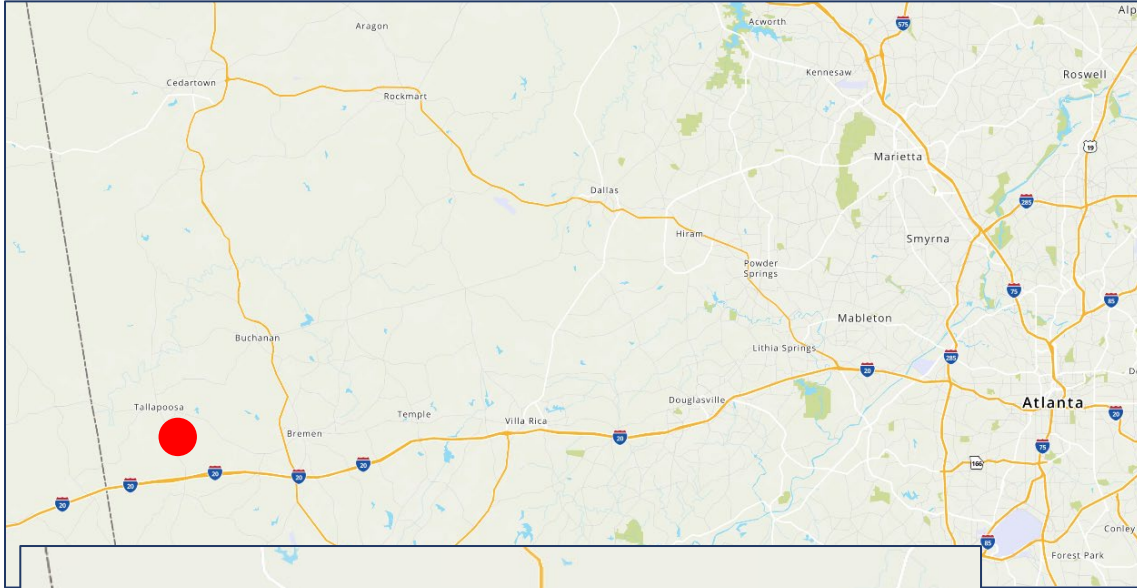 Alp
Acworth
575
Aragon
Kennesaw
Roswell
Cedartown
Rockmart
19
Marietta
Dallas
285
Hiram
Smyrna
Powder
Springs
75
85
Mableton
Buchanan
Lithia Springs
285
20
Tallapoosa
Douglasville
Atlanta
Temple
Villa Rica
20
Bremen
20
75
20
166
20
20
20
20
Conley
85
Forest Park